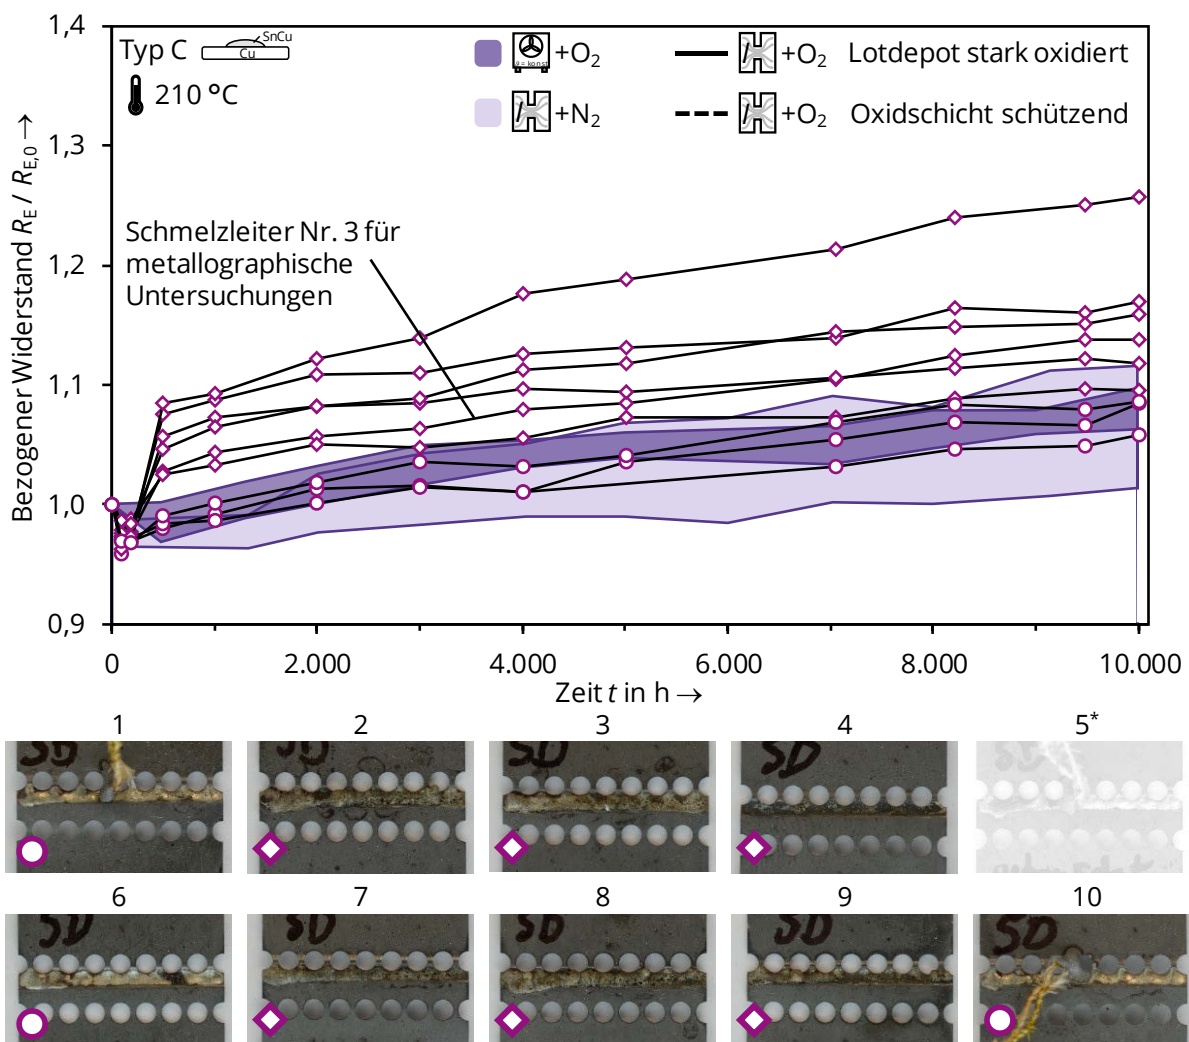 1,4
1,3
1,2
1,1
1,0
0,9
Bezogener Widerstand R_E / R_E,0 →
Typ C
SnCu
Cu
210 °C
ϑ = konst
+O₂
+N₂
+O₂ Lotdepot stark oxidiert
+O₂ Oxidschicht schützend
Schmelzleiter Nr. 3 für
metallographische
Untersuchungen
0 2.000 4.000 6.000 8.000 10.000
Zeit t in h →
1 2 3 4 5*
SD
SD
SD
6 7 8 9 10
SD
SD
SD
SD
SD